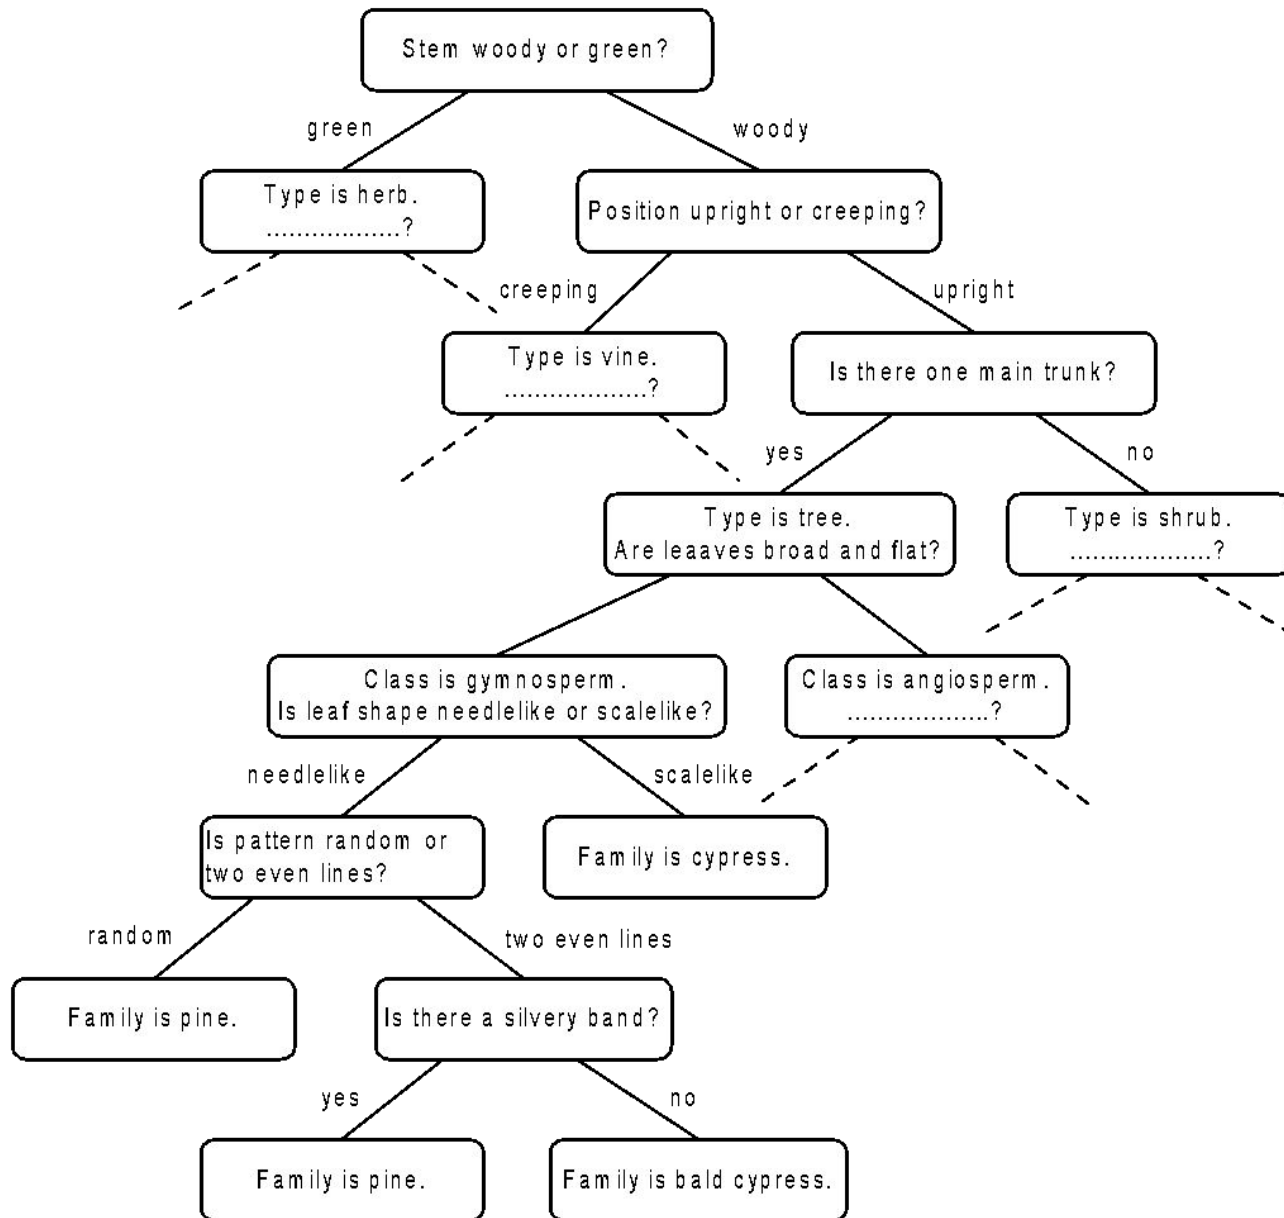 Stem woody or green?
green
woody
Type is herb.
..................?
Position upright or creeping?
creeping
upright
Type is vine.
...................?
Is there one main trunk?
yes
no
Type is tree.
Are leaaves broad and flat?
Type is shrub.
...................?
Class is gymnosperm.
Is leaf shape needlelike or scalelike?
Class is angiosperm.
...................?
needlelike
scalelike
Is pattern random or
two even lines?
Family is cypress.
random
two even lines
Family is pine.
Is there a silvery band?
yes
no
Family is pine.
Family is bald cypress.